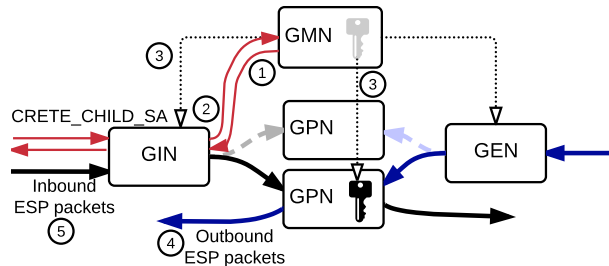 GMN
3
1
3
2
CRETE_CHILD_SA
GPN
GIN
GEN
Inbound
ESP packets
5
GPN
4
Outbound
ESP packets